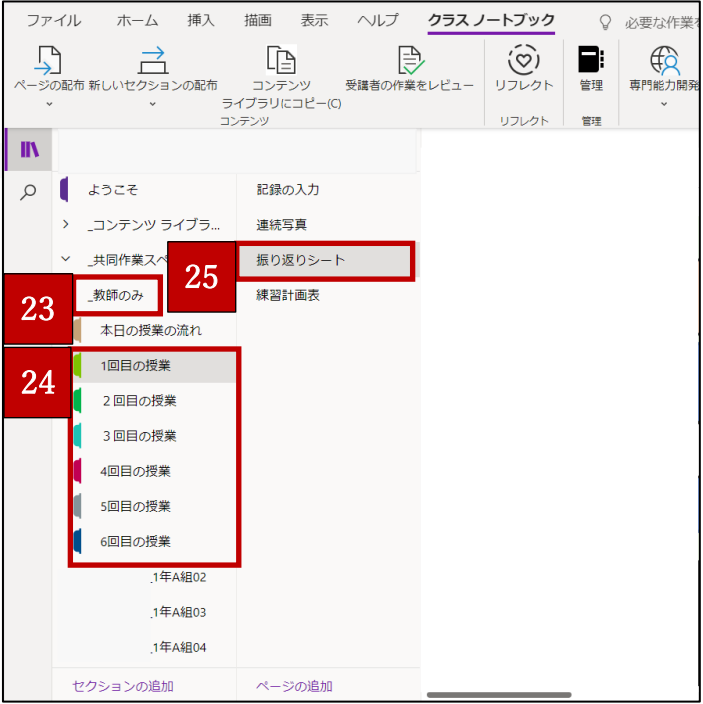 ファイル ホーム 挿入 描画 表示 ヘルプ クラス ノートブック 必要な作業
ページの配布 新しいセクションの配布 コンテンツ 受講者の作業をレビュー リフレクト 管理 専門能力開発
ライブラリにコピー(C)
コンテンツ リフレクト 管理
ようこそ 記録の入力
_コンテンツ ライブラ... 連続写真
_共同作業スペ 25 振り返りシート
23 _教師のみ 練習計画表
本日の授業の流れ
24 1回目の授業
２回目の授業
３回目の授業
4回目の授業
5回目の授業
6回目の授業
_1年A組02
_1年A組03
_1年A組04
セクションの追加 ページの追加